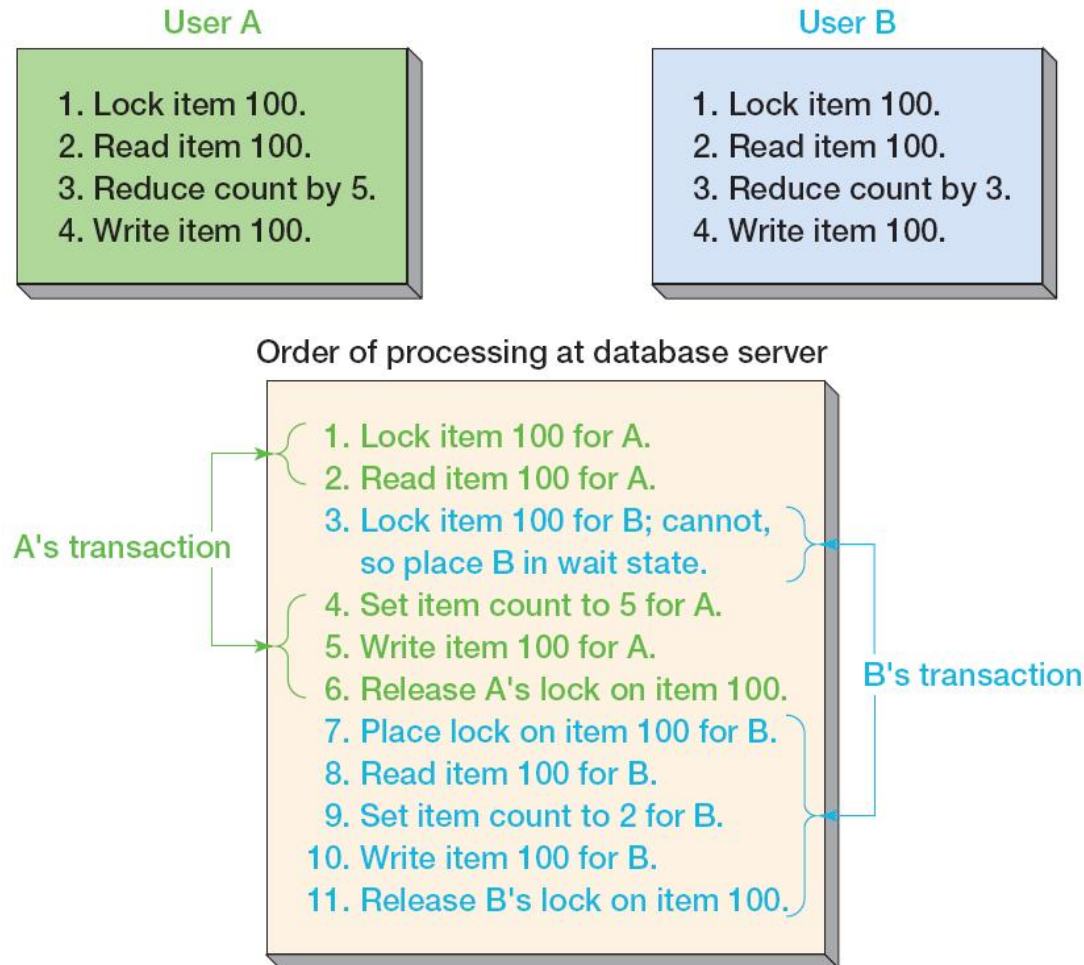 User A
1. Lock item 100.
2. Read item 100.
3. Reduce count by 5.
4. Write item 100.
User B
1. Lock item 100.
2. Read item 100.
3. Reduce count by 3.
4. Write item 100.
Order of processing at database server
1. Lock item 100 for A.
2. Read item 100 for A.
3. Lock item 100 for B; cannot,
so place B in wait state.
4. Set item count to 5 for A.
5. Write item 100 for A.
6. Release A's lock on item 100.
7. Place lock on item 100 for B.
8. Read item 100 for B.
9. Set item count to 2 for B.
10. Write item 100 for B.
11. Release B's lock on item 100.
A's transaction
B's transaction